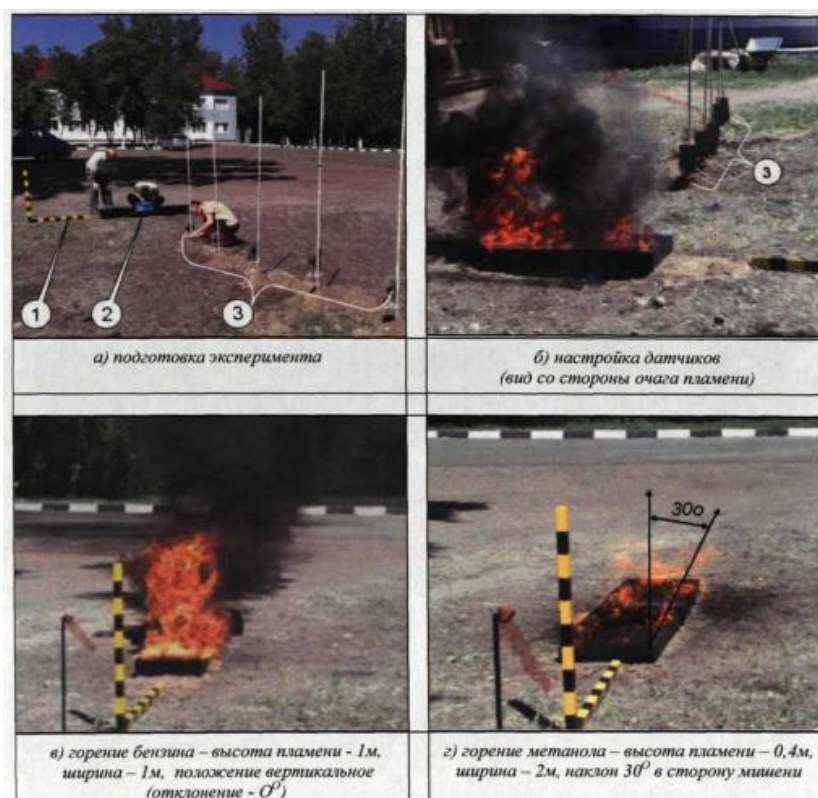 1
2
3
3
а) подготовка эксперимента
б) настройка датчиков
(вид со стороны очага пламени)
30о
в) горение бензина – высота пламени - 1м,
ширина – 1м, положение вертикальное
(отклонение - О⁰)
г) горение метанола – высота пламени – 0,4м,
ширина – 2м, наклон 30⁰ в сторону мишени